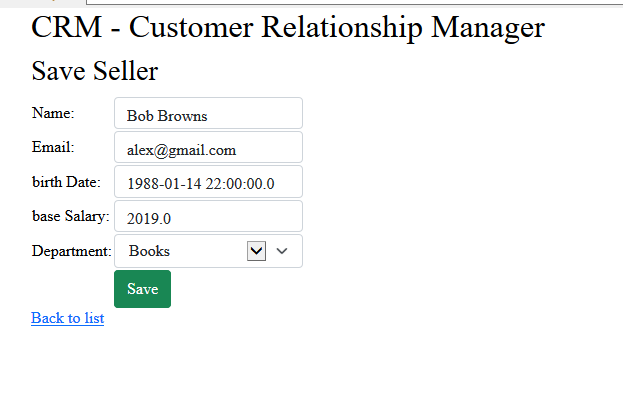 CRM - Customer Relationship Manager
Save Seller
Name: Bob Browns
Email: alex@gmail.com
birth Date: 1988-01-14 22:00:00.0
base Salary: 2019.0
Department: Books
Save
Back to list